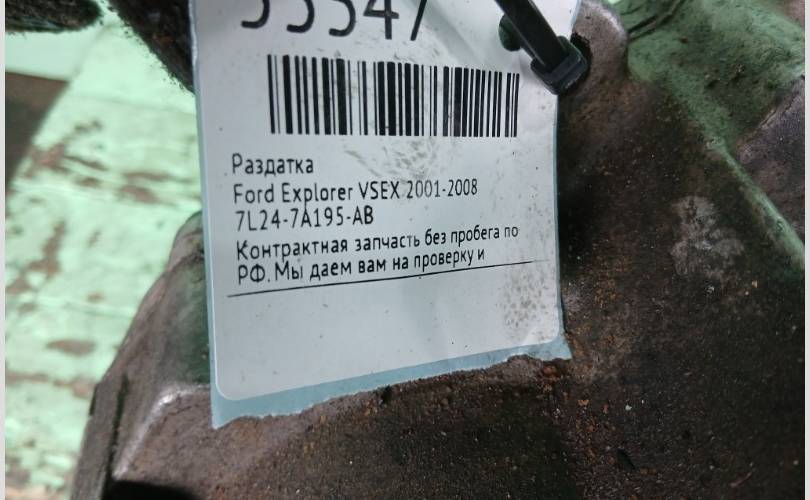 33347
Раздатка
Ford Explorer VSEX 2001-2008
7L24-7A195-AB
Контрактная запчасть без пробега по
РФ.Мы даем вам на проверку и